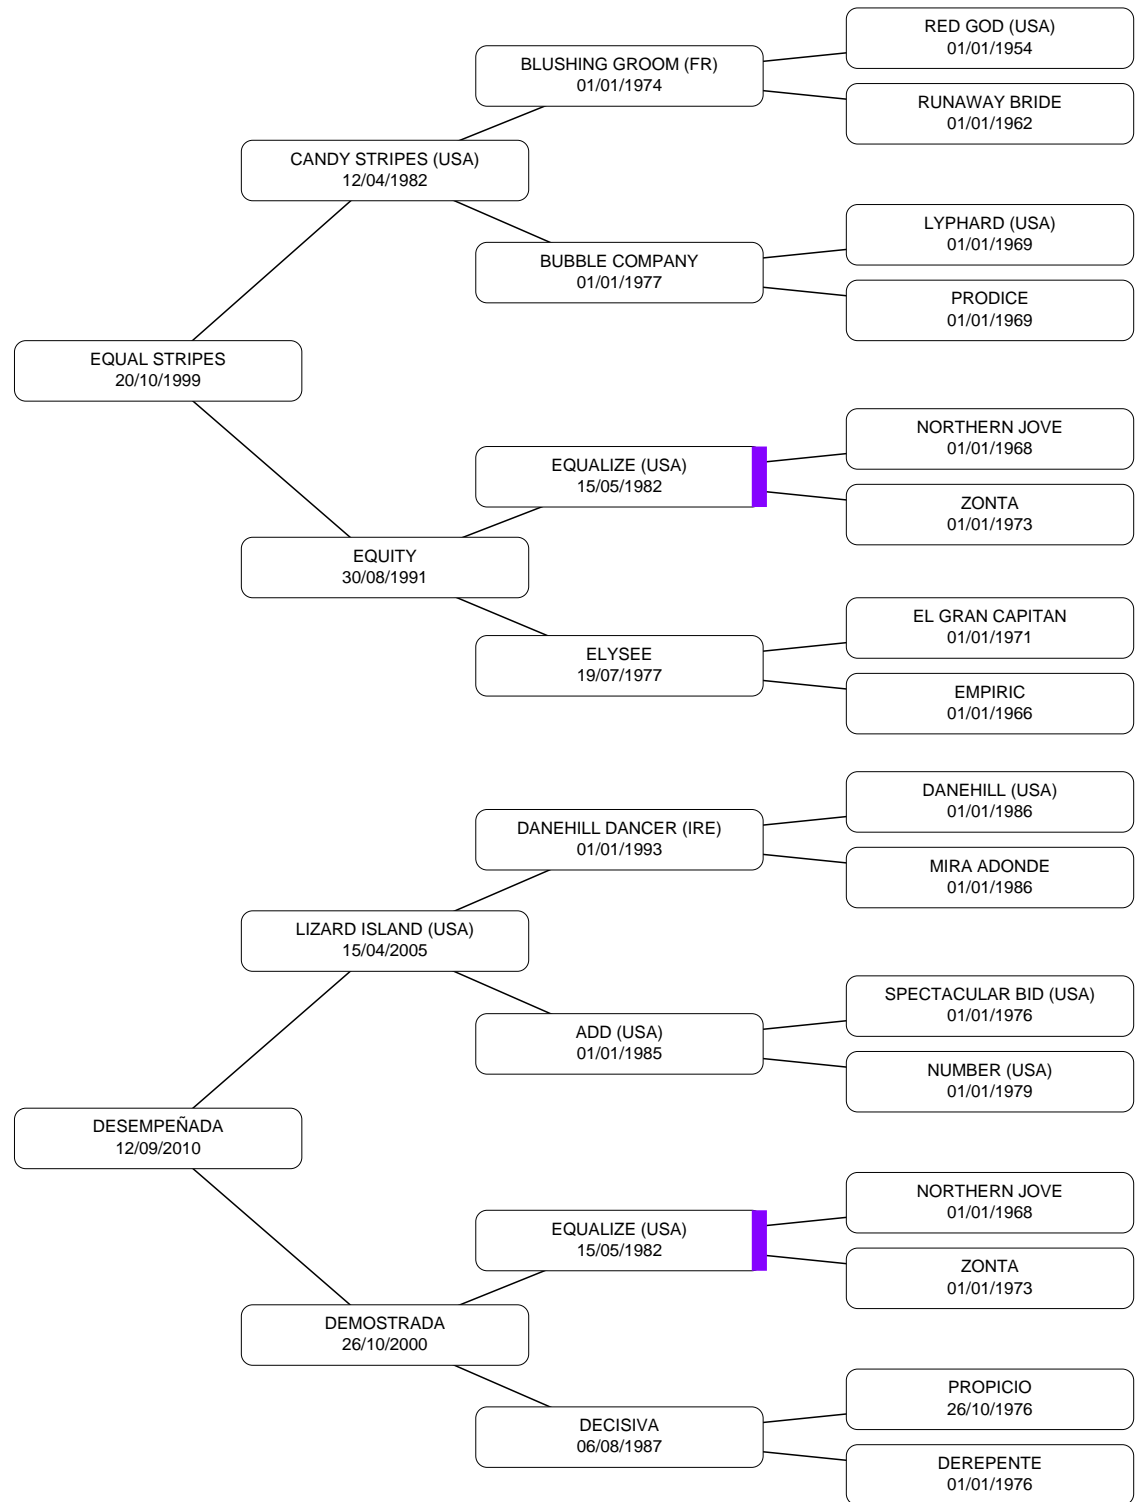 RED GOD (USA)
01/01/1954
BLUSHING GROOM (FR)
01/01/1974
RUNAWAY BRIDE
01/01/1962
CANDY STRIPES (USA)
12/04/1982
LYPHARD (USA)
01/01/1969
BUBBLE COMPANY
01/01/1977
PRODICE
01/01/1969
EQUAL STRIPES
20/10/1999
NORTHERN JOVE
01/01/1968
EQUALIZE (USA)
15/05/1982
ZONTA
01/01/1973
EQUITY
30/08/1991
EL GRAN CAPITAN
01/01/1971
ELYSEE
19/07/1977
EMPIRIC
01/01/1966
DANEHILL (USA)
01/01/1986
DANEHILL DANCER (IRE)
01/01/1993
MIRA ADONDE
01/01/1986
LIZARD ISLAND (USA)
15/04/2005
SPECTACULAR BID (USA)
01/01/1976
ADD (USA)
01/01/1985
NUMBER (USA)
01/01/1979
DESEMPEÑADA
12/09/2010
NORTHERN JOVE
01/01/1968
EQUALIZE (USA)
15/05/1982
ZONTA
01/01/1973
DEMOSTRADA
26/10/2000
PROPICIO
26/10/1976
DECISIVA
06/08/1987
DEREPENTE
01/01/1976